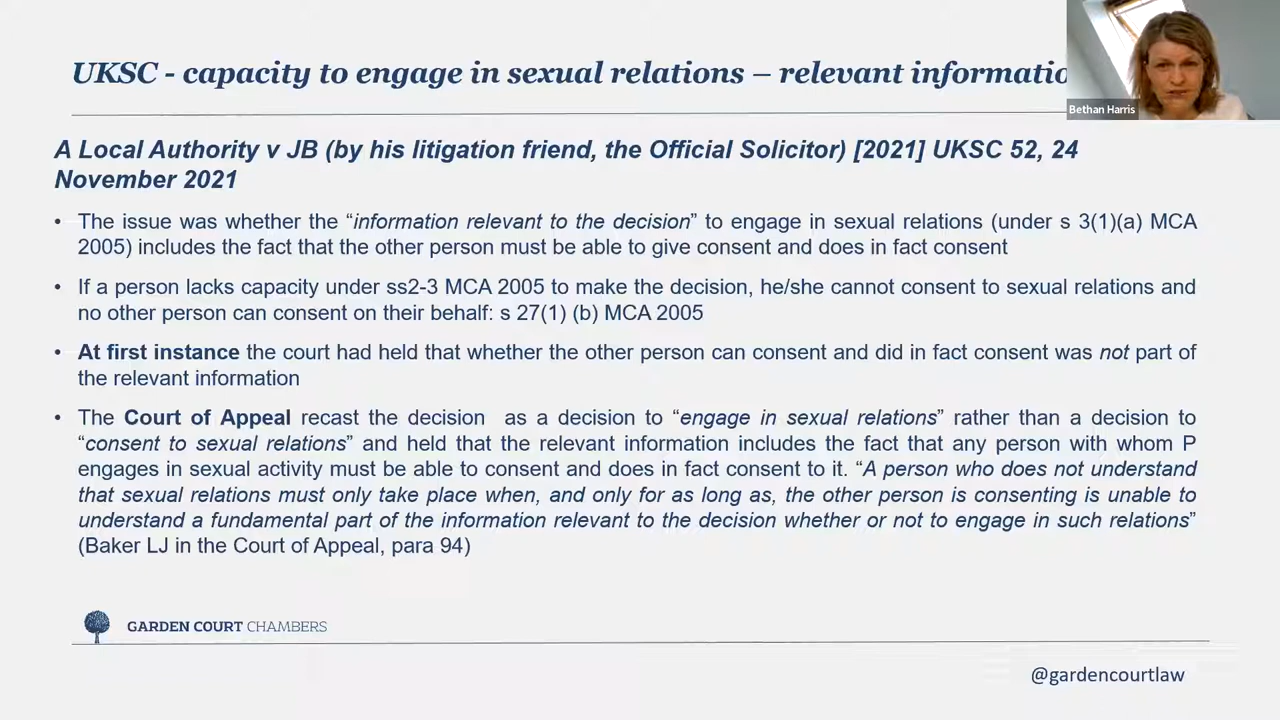 UKSC - capacity to engage in sexual relations – relevant informatio
Bethan Harris
A Local Authority v JB (by his litigation friend, the Official Solicitor) [2021] UKSC 52, 24
November 2021
• The issue was whether the “information relevant to the decision” to engage in sexual relations (under s 3(1)(a) MCA
2005) includes the fact that the other person must be able to give consent and does in fact consent
• If a person lacks capacity under ss2-3 MCA 2005 to make the decision, he/she cannot consent to sexual relations and
no other person can consent on their behalf: s 27(1) (b) MCA 2005
• At first instance the court had held that whether the other person can consent and did in fact consent was not part of
the relevant information
• The Court of Appeal recast the decision as a decision to “engage in sexual relations” rather than a decision to
“consent to sexual relations” and held that the relevant information includes the fact that any person with whom P
engages in sexual activity must be able to consent and does in fact consent to it. “A person who does not understand
that sexual relations must only take place when, and only for as long as, the other person is consenting is unable to
understand a fundamental part of the information relevant to the decision whether or not to engage in such relations”
(Baker LJ in the Court of Appeal, para 94)
GARDEN COURT CHAMBERS
@gardencourtlaw